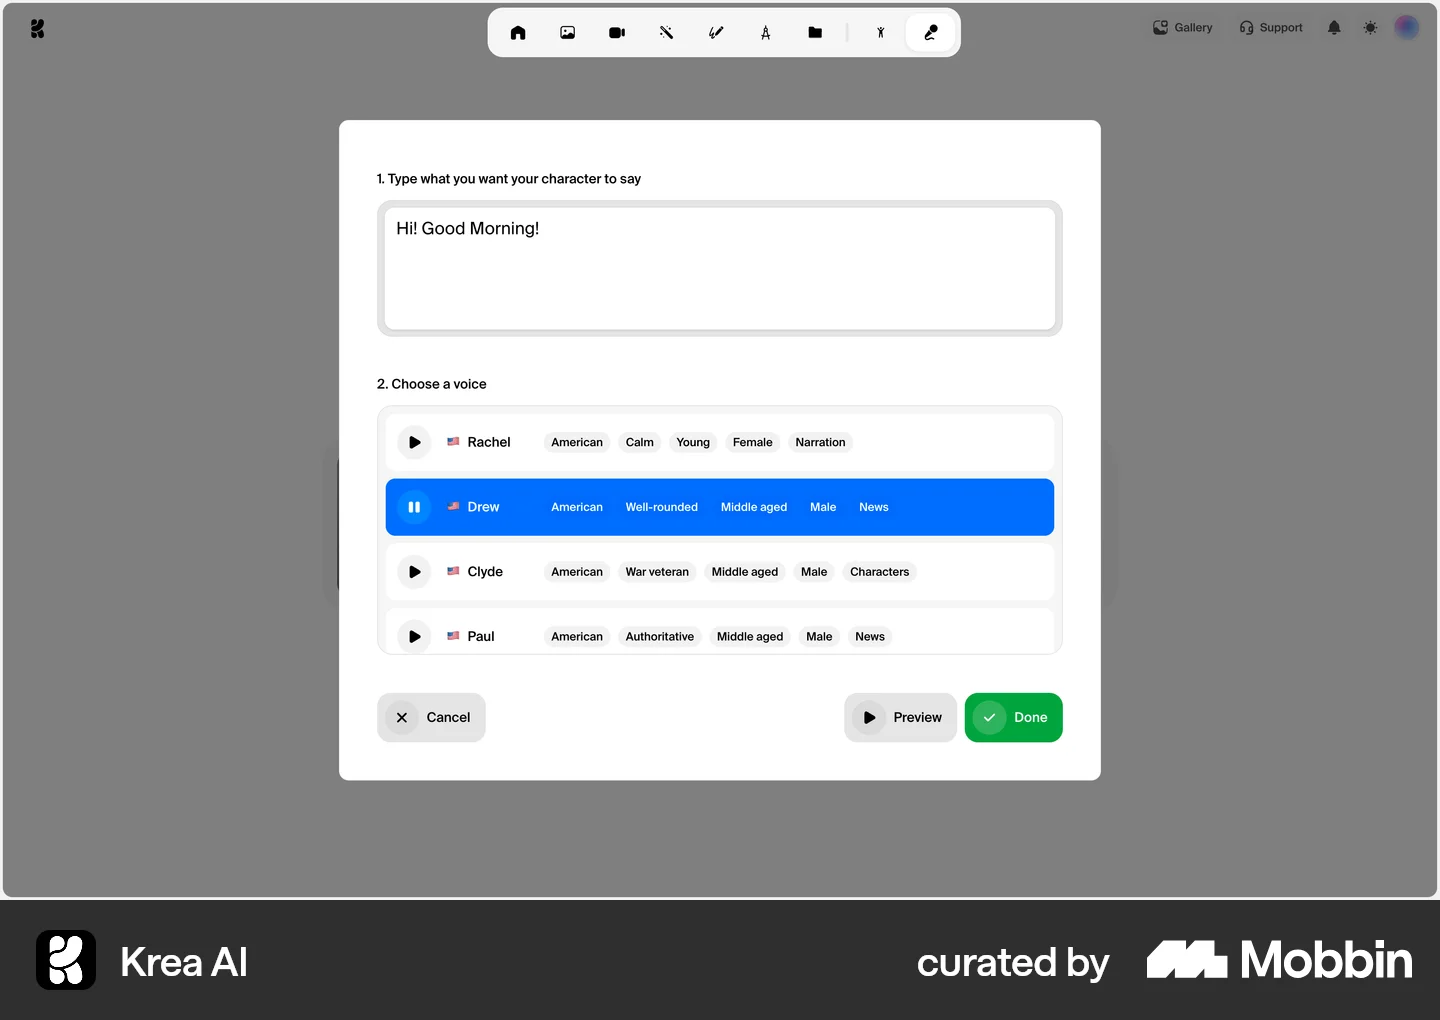 Gallery Support
1. Type what you want your character to say
Hi! Good Morning!
2. Choose a voice
Rachel American Calm Young Female Narration
Drew American Well-rounded Middle aged Male News
Clyde American War veteran Middle aged Male Characters
Paul American Authoritative Middle aged Male News
Cancel Preview Done
Krea AI curated by Mobbin